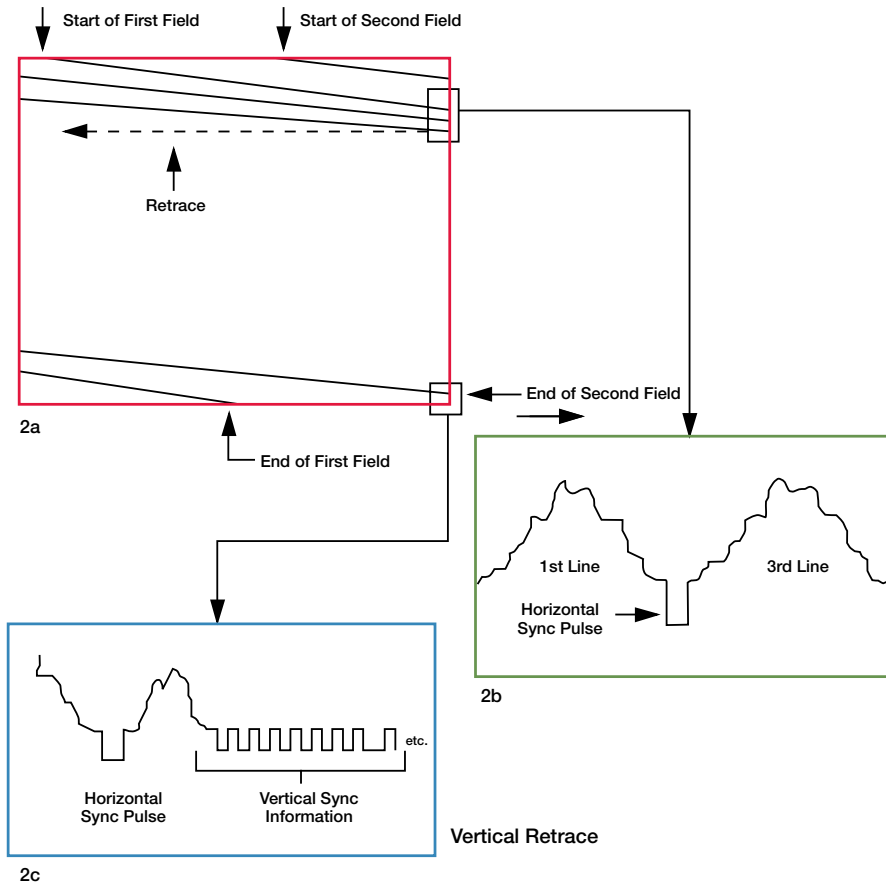 Start of First Field
Start of Second Field
Retrace
End of Second Field
2a
End of First Field
1st Line
3rd Line
Horizontal
Sync Pulse
2b
etc.
Horizontal
Sync Pulse
Vertical Sync
Information
Vertical Retrace
2c